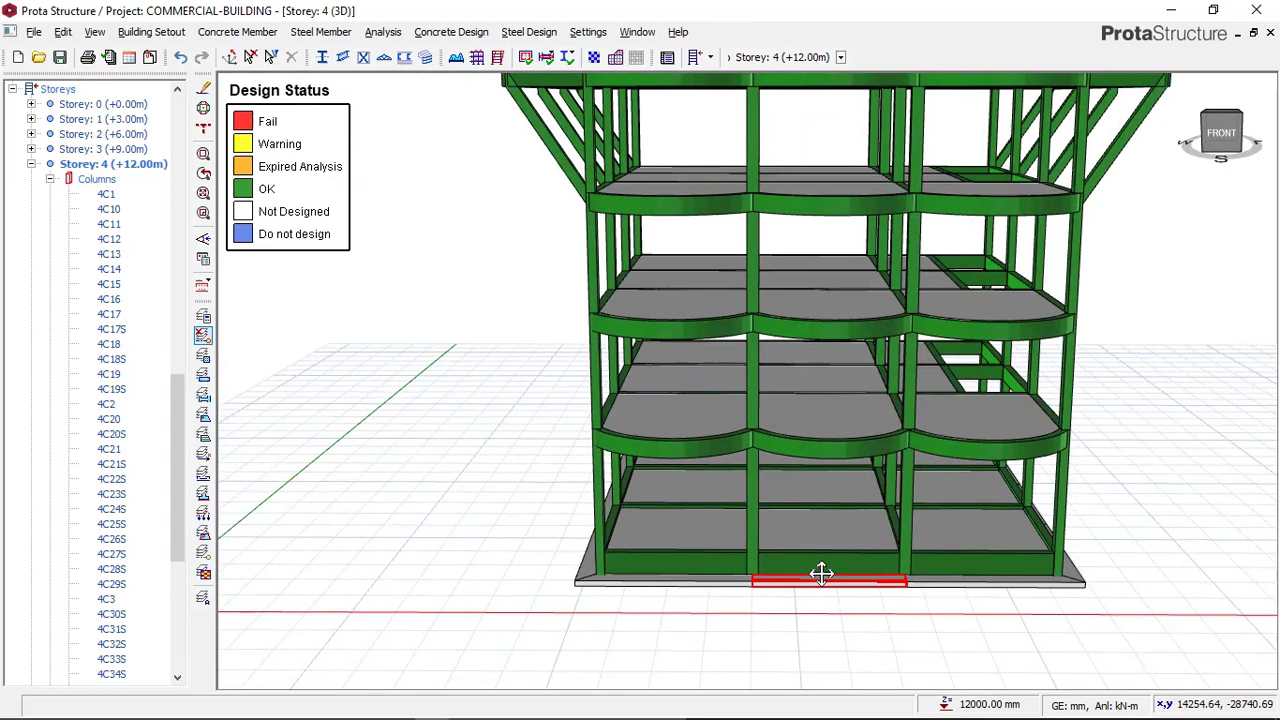 Prota Structure / Project: COMMERCIAL-BUILDING - [Storey: 4 (3D)]
File Edit View Building Setout Concrete Member Steel Member Analysis Concrete Design Steel Design Settings Window Help
ProtaStructure
Storey: 4 (+12.00m)
Storeys
Storey: 0 (+0.00m)
Storey: 1 (+3.00m)
Storey: 2 (+6.00m)
Storey: 3 (+9.00m)
Storey: 4 (+12.00m)
Columns
4C1
4C10
4C11
4C12
4C13
4C14
4C15
4C16
4C17
4C17S
4C18
4C18S
4C19
4C19S
4C2
4C20
4C20S
4C21
4C21S
4C22S
4C23S
4C24S
4C25S
4C26S
4C27S
4C28S
4C29S
4C3
4C30S
4C31S
4C32S
4C33S
4C34S
Design Status
Fail
Warning
Expired Analysis
OK
Not Designed
Do not design
FRONT
S
Z=
12000.00 mm
GE: mm, Anl: kN-m
x,y 14254.64, -28740.69